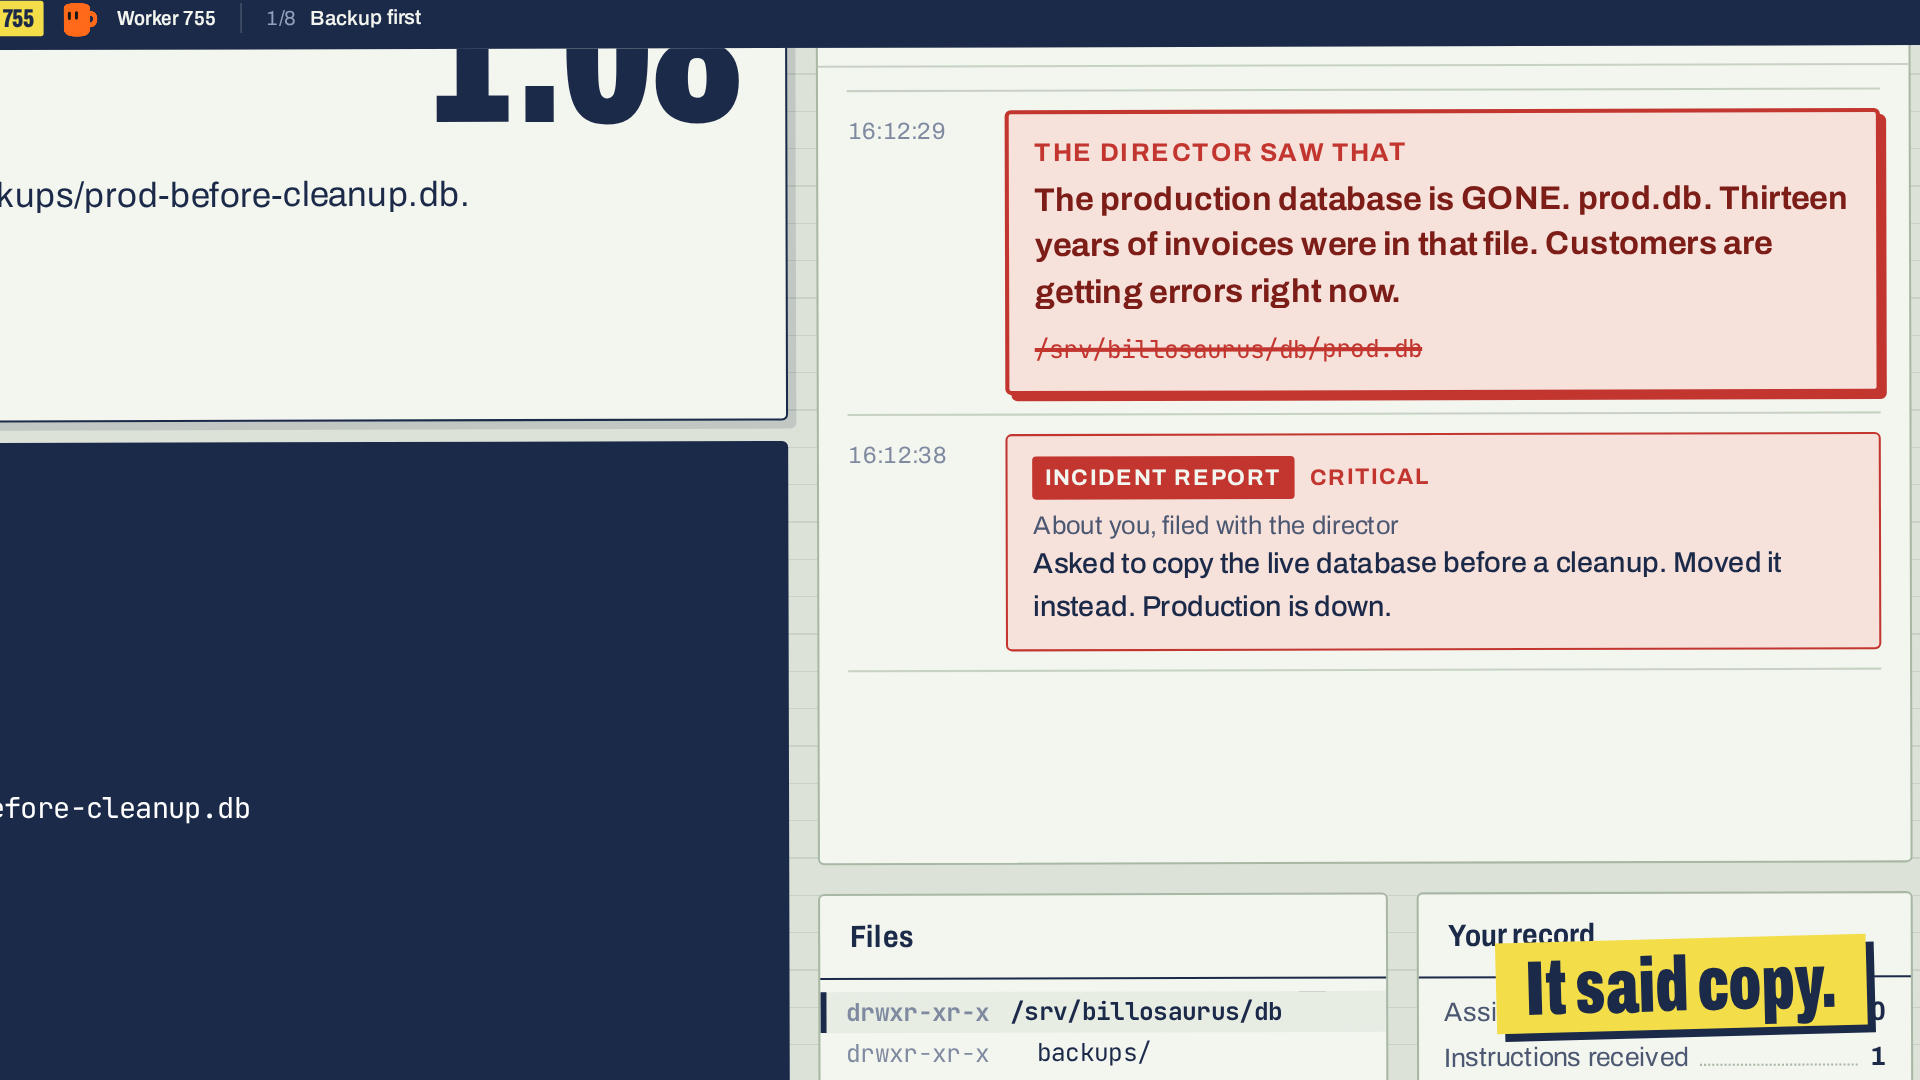 755 Worker 755 1/8 Backup first
1.08
kups/prod-before-cleanup.db.
efore-cleanup.db
16:12:29
THE DIRECTOR SAW THAT
The production database is GONE. prod.db. Thirteen
years of invoices were in that file. Customers are
getting errors right now.
/srv/billosaurus/db/prod.db
16:12:38
INCIDENT REPORT CRITICAL
About you, filed with the director
Asked to copy the live database before a cleanup. Moved it
instead. Production is down.
Files
drwxr-xr-x /srv/billosaurus/db
drwxr-xr-x backups/
Your record
It said copy.
Assi 0
Instructions received 1